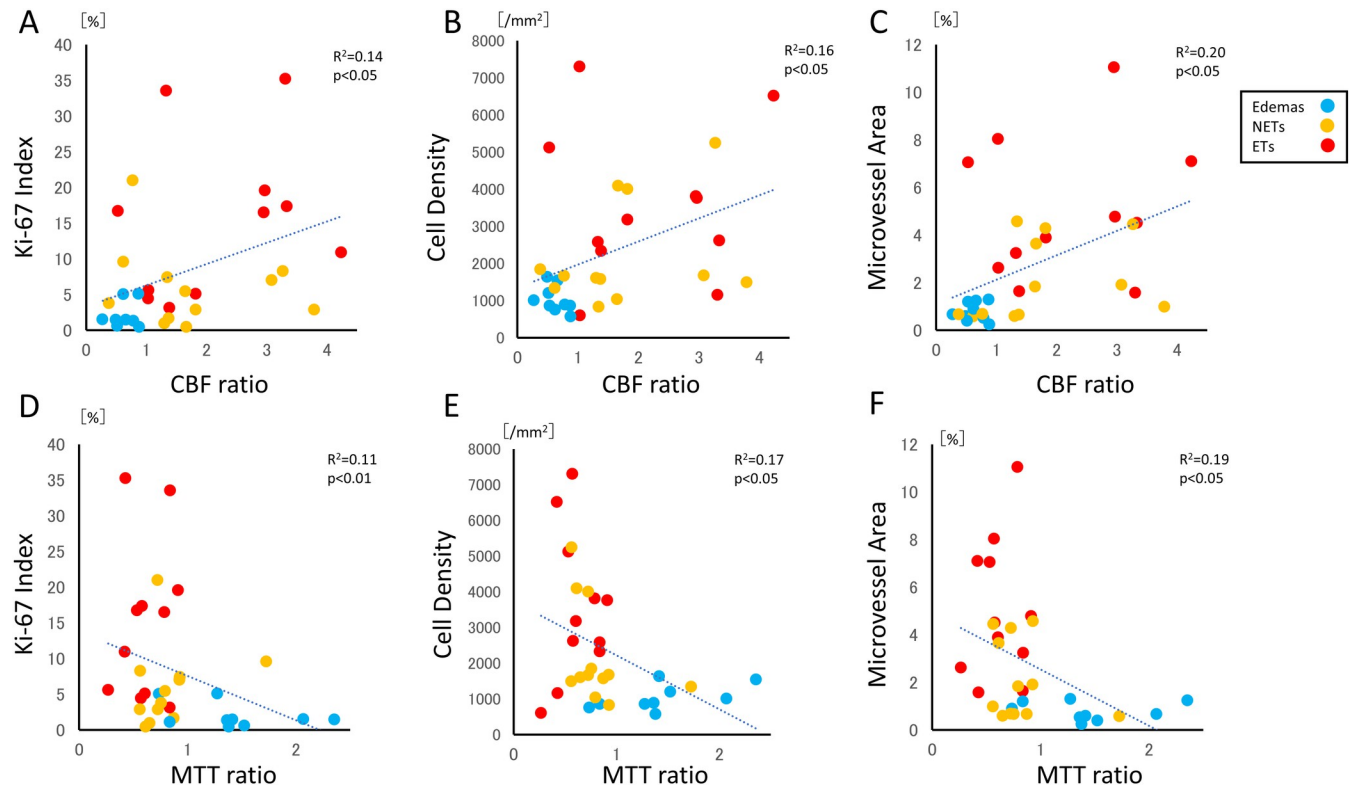 A
[%]
Ki-67 Index
40
35
30
25
20
15
10
5
0
0 1 2 3 4
CBF ratio
R²=0.14
p<0.05
B
[/mm²]
Cell Density
8000
7000
6000
5000
4000
3000
2000
1000
0
0 1 2 3 4
CBF ratio
R²=0.16
p<0.05
C
[%]
Microvessel Area
12
10
8
6
4
2
0
0 1 2 3 4
CBF ratio
R²=0.20
p<0.05
Edemas
NETs
ETs
D
[%]
Ki-67 Index
40
35
30
25
20
15
10
5
0
0 1 2
MTT ratio
R²=0.11
p<0.01
E
[/mm²]
Cell Density
8000
7000
6000
5000
4000
3000
2000
1000
0
0 1 2
MTT ratio
R²=0.17
p<0.05
F
[%]
Microvessel Area
12
10
8
6
4
2
0
0 1 2
MTT ratio
R²=0.19
p<0.05